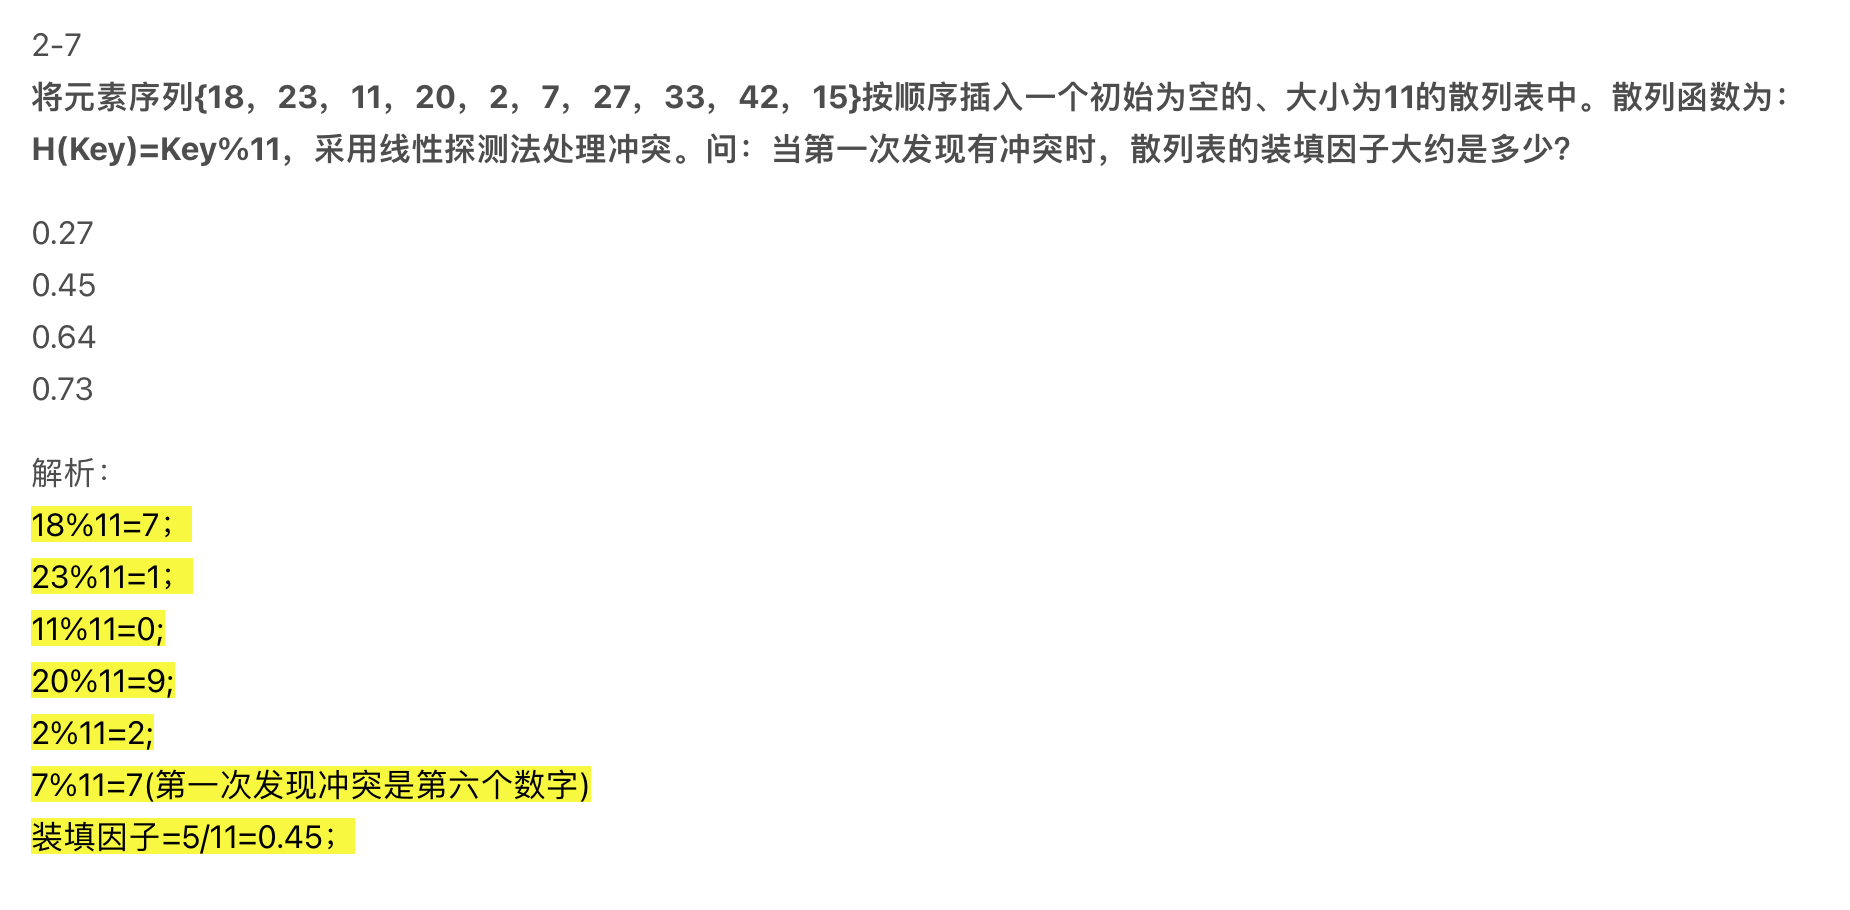 2-7
将元素序列{18，23，11，20，2，7，27，33，42，15}按顺序插入一个初始为空的、大小为11的散列表中。散列函数为：
H(Key)=Key%11，采用线性探测法处理冲突。问：当第一次发现有冲突时，散列表的装填因子大约是多少?
0.27
0.45
0.64
0.73
解析：
18%11=7；
23%11=1；
11%11=0;
20%11=9;
2%11=2;
7%11=7(第一次发现冲突是第六个数字)
装填因子=5/11=0.45；